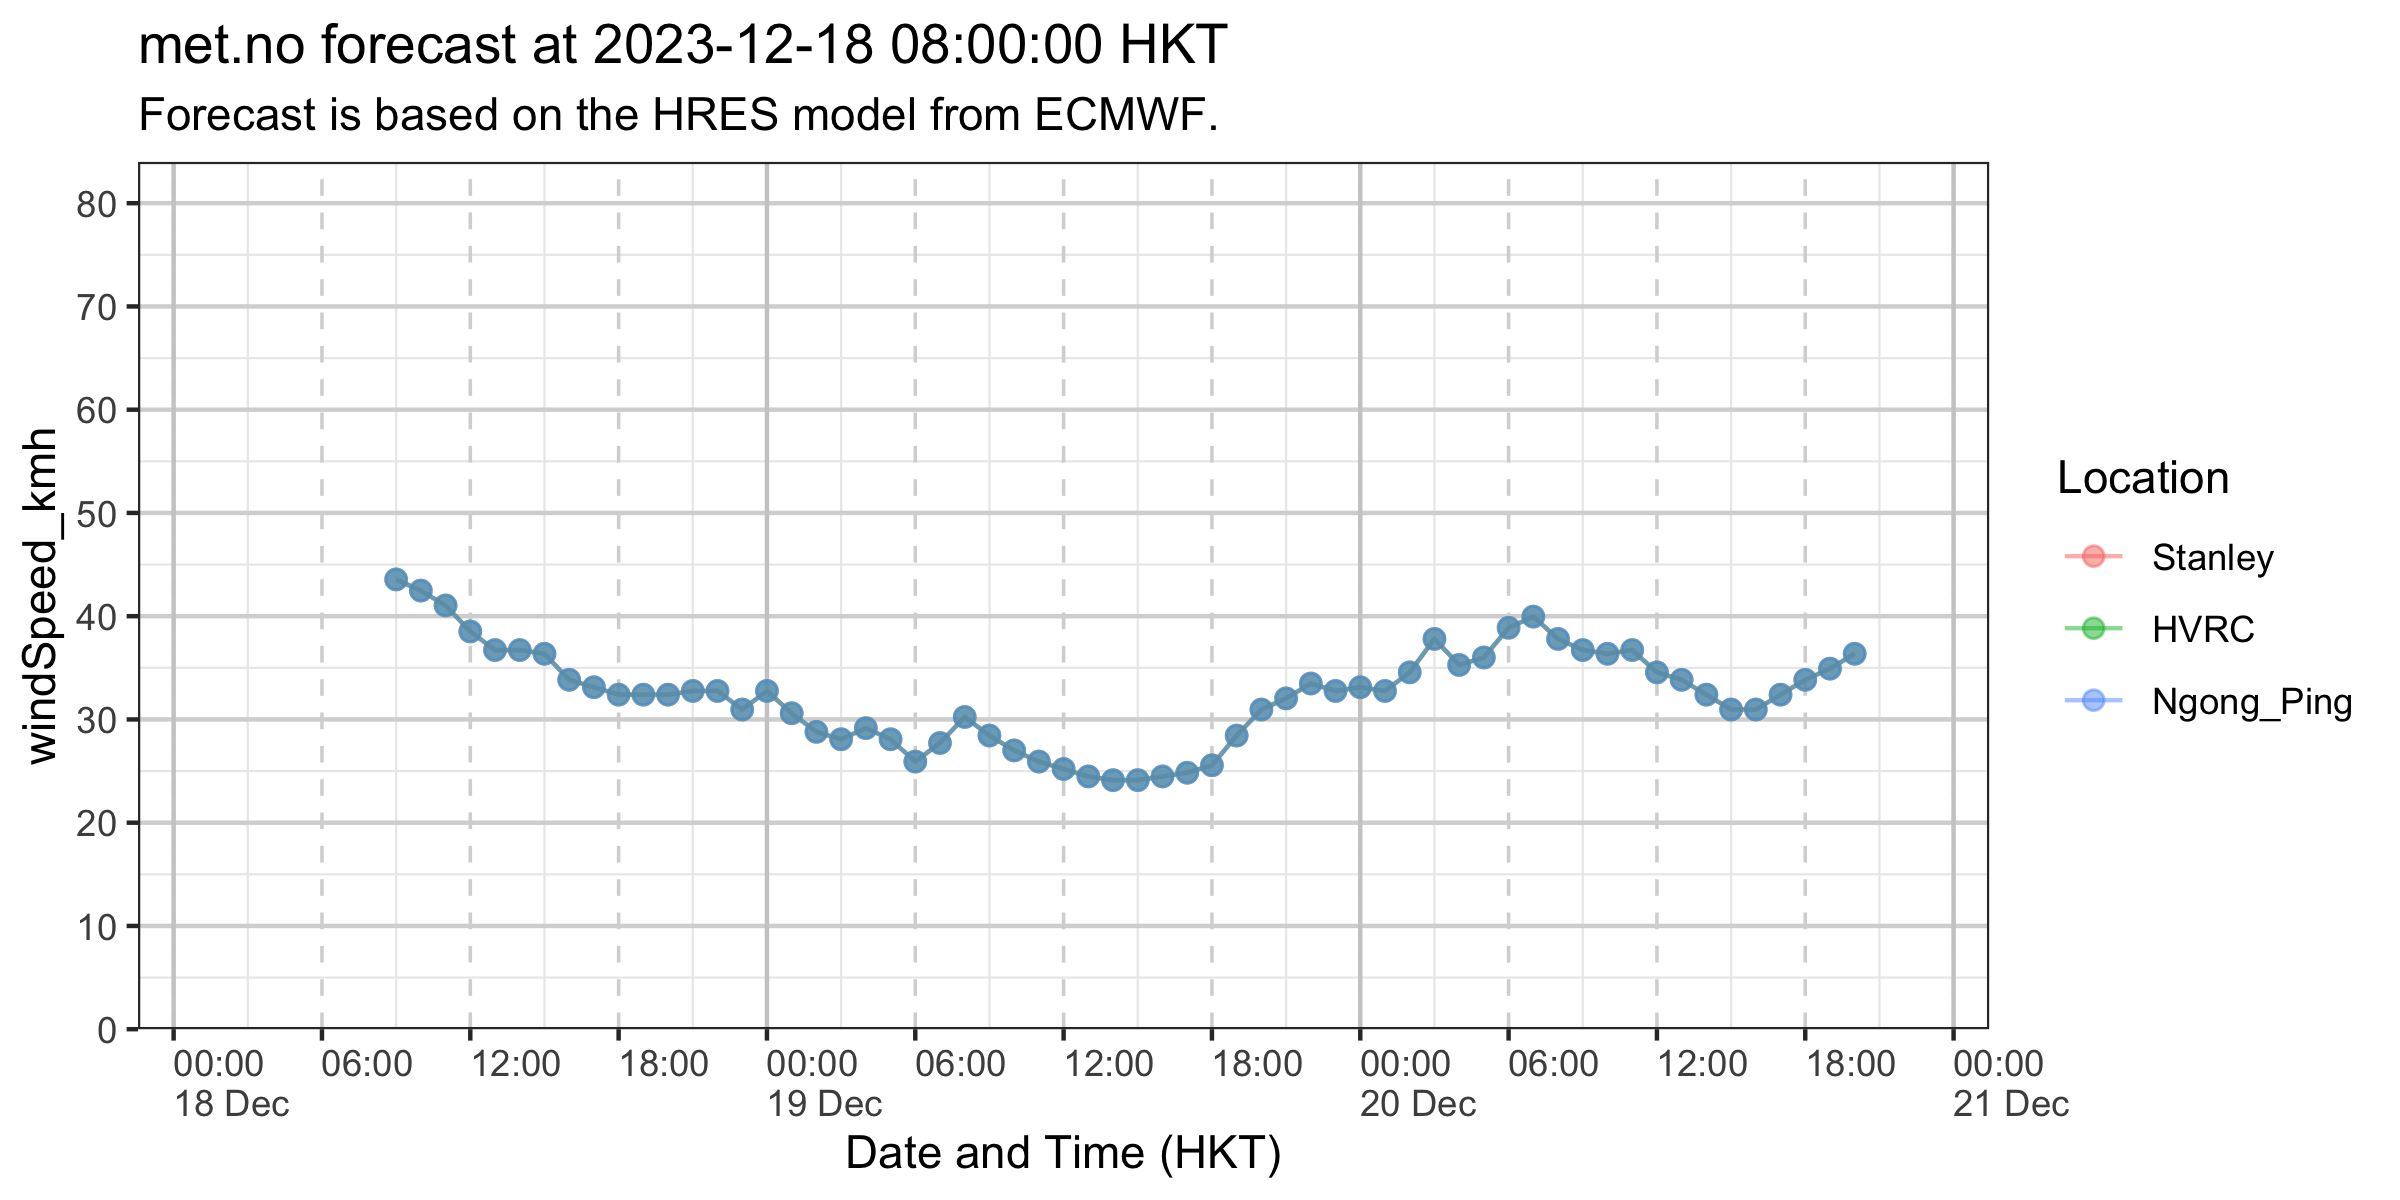 met.no forecast at 2023-12-18 08:00:00 HKT
Forecast is based on the HRES model from ECMWF.
windSpeed_kmh
80
70
60
50
40
30
20
10
0
00:00 06:00 12:00 18:00 00:00 06:00 12:00 18:00 00:00 06:00 12:00 18:00 00:00
18 Dec 19 Dec 20 Dec 21 Dec
Date and Time (HKT)
Location
Stanley
HVRC
Ngong_Ping